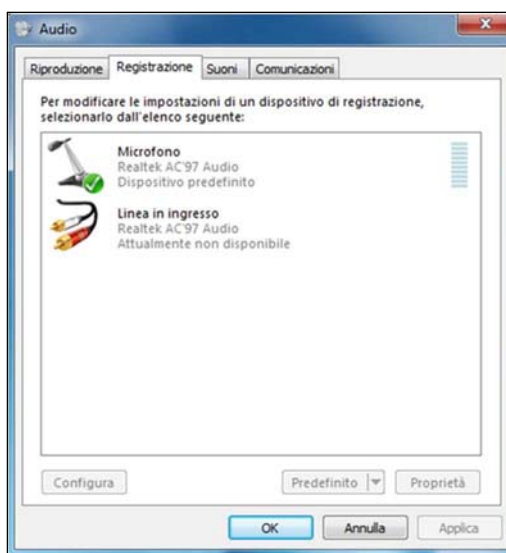 Audio
Riproduzione Registrazione Suoni Comunicazioni
Per modificare le impostazioni di un dispositivo di registrazione,
selezionarlo dall'elenco seguente:
Microfono
Realtek AC'97 Audio
Dispositivo predefinito
Linea in ingresso
Realtek AC'97 Audio
Attualmente non disponibile
Configura Predefinito Proprietà
OK Annulla Applica